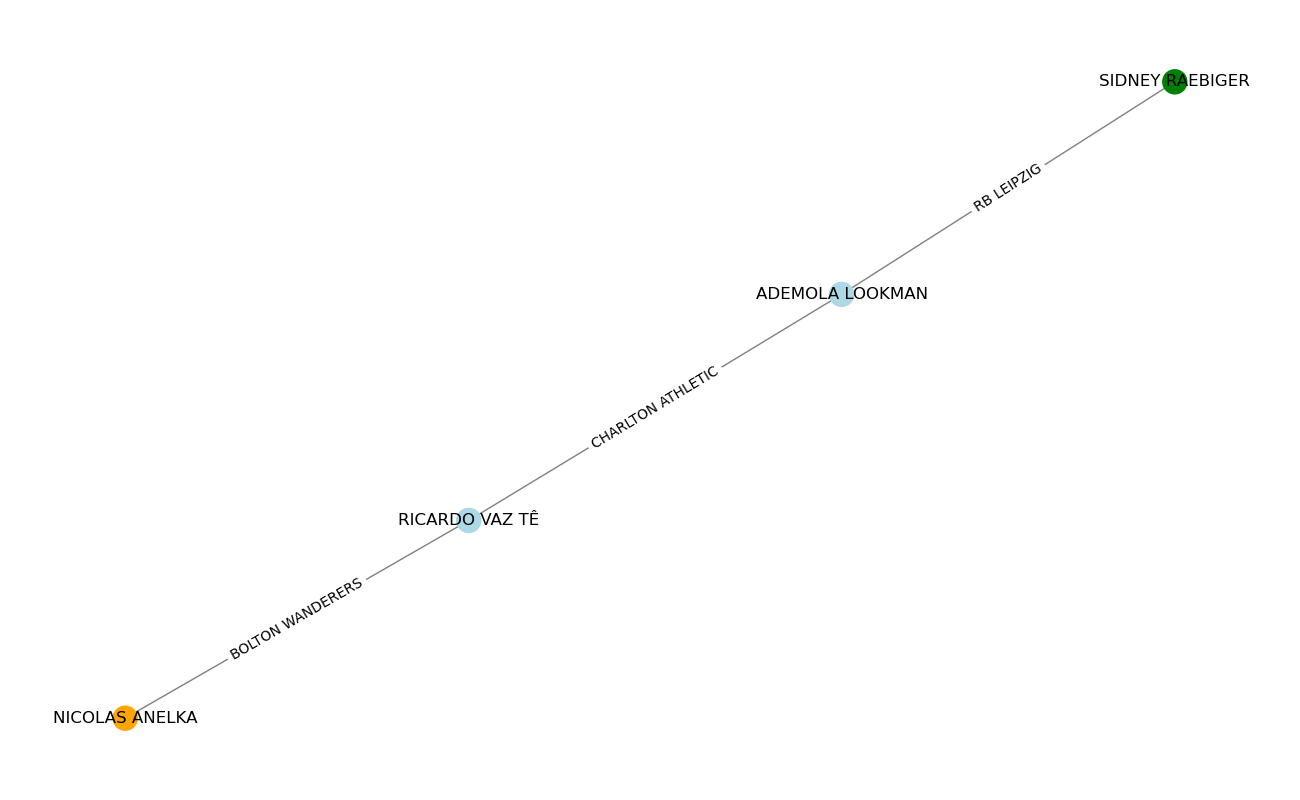 SIDNEY RAEBIGER
RB LEIPZIG
ADEMOLA LOOKMAN
CHARLTON ATHLETIC
RICARDO VAZ TÊ
BOLTON WANDERERS
NICOLAS ANELKA